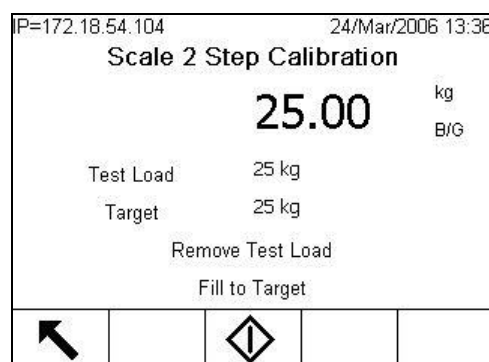 IP=172.18.54.104 24/Mar/2006 13:36
Scale 2 Step Calibration
25.00 kg
B/G
Test Load 25 kg
Target 25 kg
Remove Test Load
Fill to Target